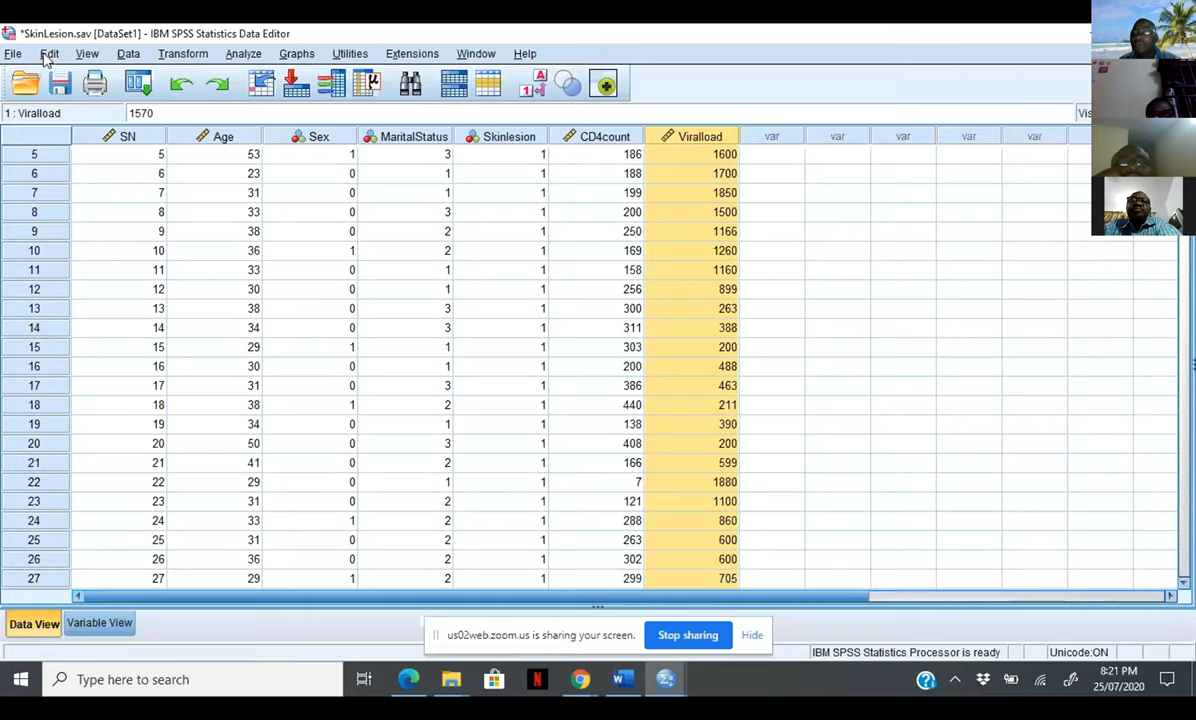 *SkinLesion.sav [DataSet1] - IBM SPSS Statistics Data Editor
File Edit View Data Transform Analyze Graphs Utilities Extensions Window Help
1 : Viralload 1570
SN Age Sex MaritalStatus Skinlesion CD4count Viralload var var var var var var
5 5 53 1 3 1 186 1600
6 6 23 0 1 1 188 1700
7 7 31 0 1 1 199 1850
8 8 33 0 3 1 200 1500
9 9 38 0 2 1 250 1166
10 10 36 1 2 1 169 1260
11 11 33 0 1 1 158 1160
12 12 30 0 1 1 256 899
13 13 38 0 3 1 300 263
14 14 34 0 3 1 311 388
15 15 29 1 1 1 303 200
16 16 30 0 1 1 200 488
17 17 31 0 3 1 386 463
18 18 38 1 2 1 440 211
19 19 34 0 1 1 138 390
20 20 50 0 3 1 408 200
21 21 41 0 2 1 166 599
22 22 29 0 1 1 7 1880
23 23 31 0 2 1 121 1100
24 24 33 1 2 1 288 860
25 25 31 0 2 1 263 600
26 26 36 0 2 1 302 600
27 27 29 1 2 1 299 705
Data View Variable View
us02web.zoom.us is sharing your screen. Stop sharing Hide
IBM SPSS Statistics Processor is ready Unicode:ON
Type here to search
8:21 PM
25/07/2020